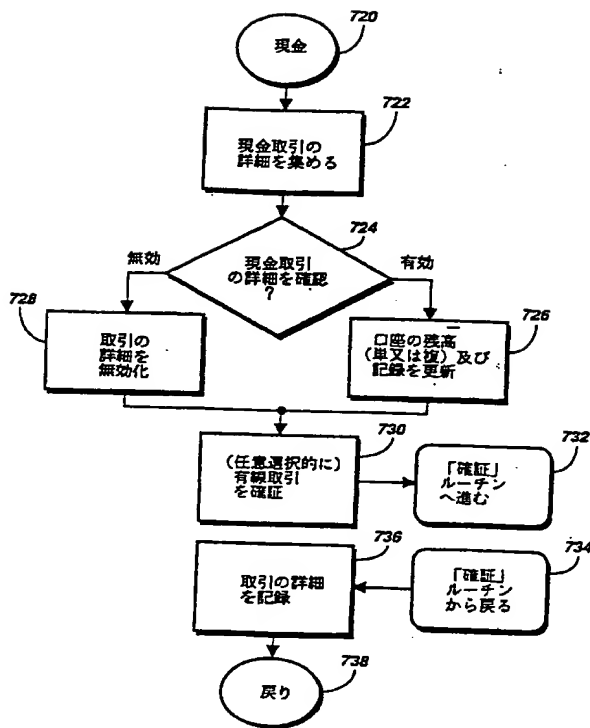 現金
720
現金取引の
詳細を集める
722
現金取引
の詳細を確認
?
724
無効
有効
取引の
詳細を
無効化
728
口座の残高
(単又は複)及び
記録を更新
726
(任意選択的に)
有線取引
を確証
730
「確証」
ルーチン
へ進む
732
取引の詳細
を記録
736
「確証」
ルーチン
から戻る
734
戻り
738